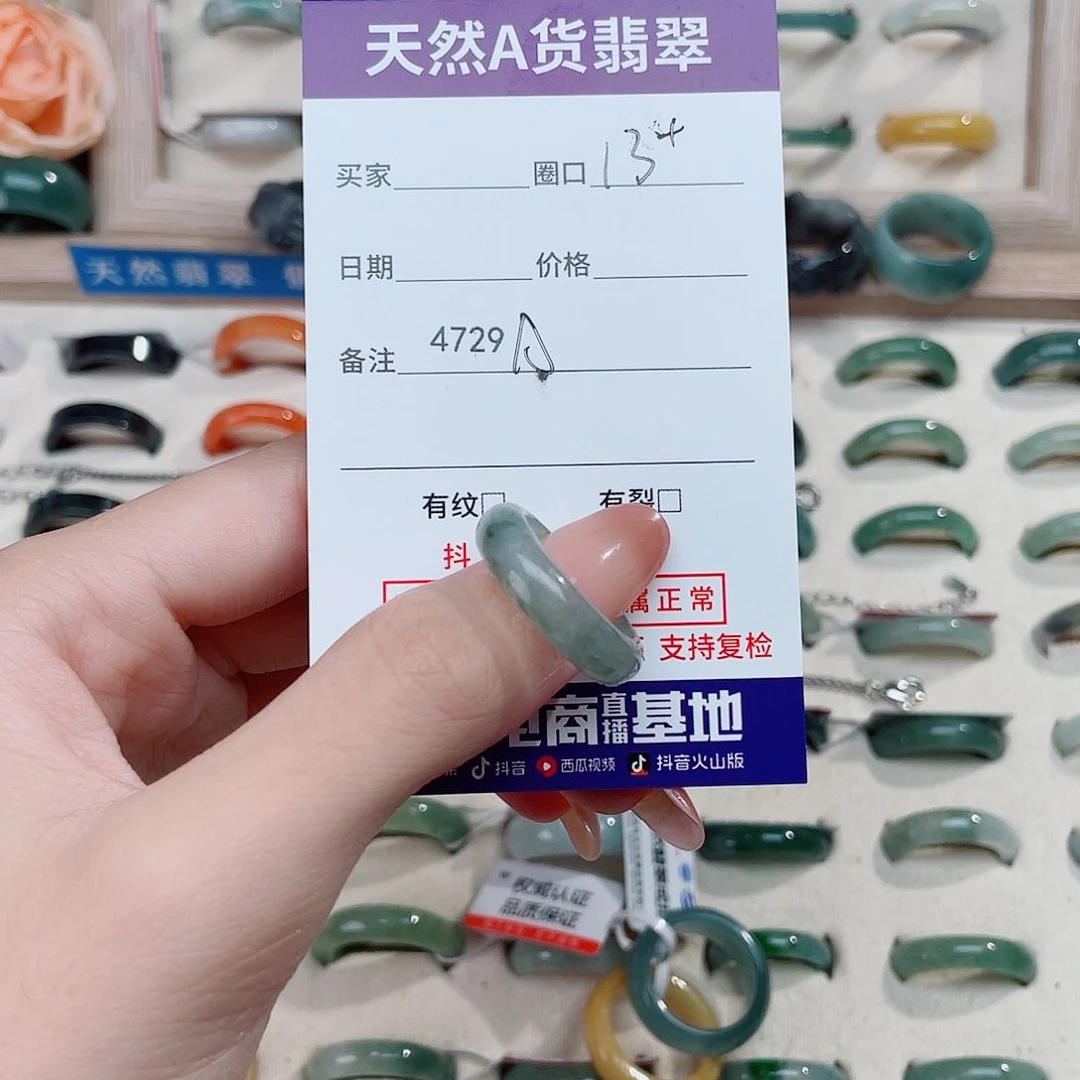 天然A货翡翠
买家 圈口 13+
日期 价格
备注 4729 A
有纹□ 有裂□
抖
属正常
支持复检
电商直播基地
抖音 西瓜视频 抖音火山版
天然翡翠
权威认证
品质保证